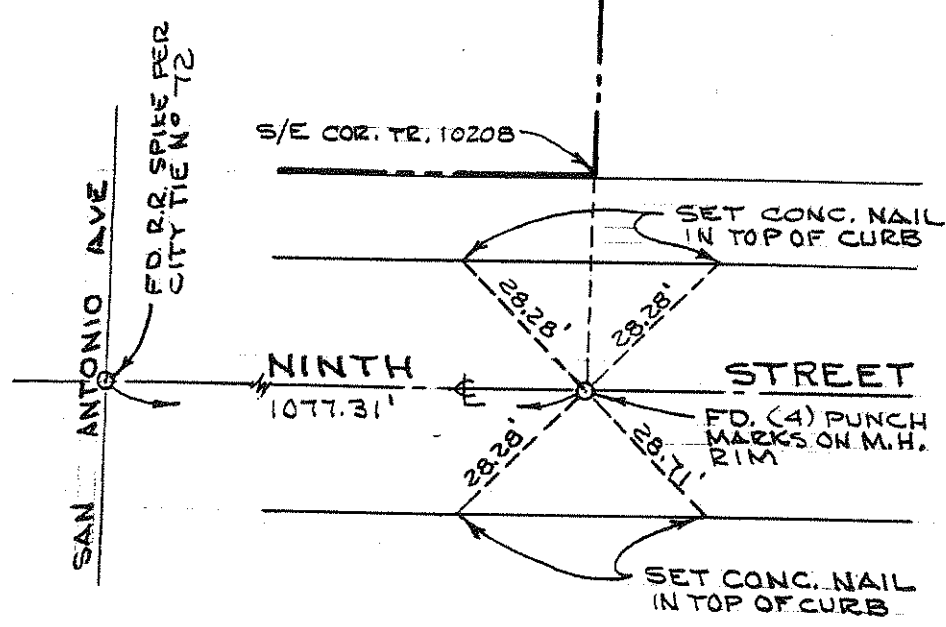 FD. R.R. SPIKE PER
CITY TIE Nº 72
S/E COR. TR. 10208
SAN ANTONIO AVE
SET CONC. NAIL
IN TOP OF CURB
28.28'
28.28'
NINTH STREET
1077.31'
℄
FD. (4) PUNCH
MARKS ON M.H.
RIM
28.28'
28.71'
SET CONC. NAIL
IN TOP OF CURB